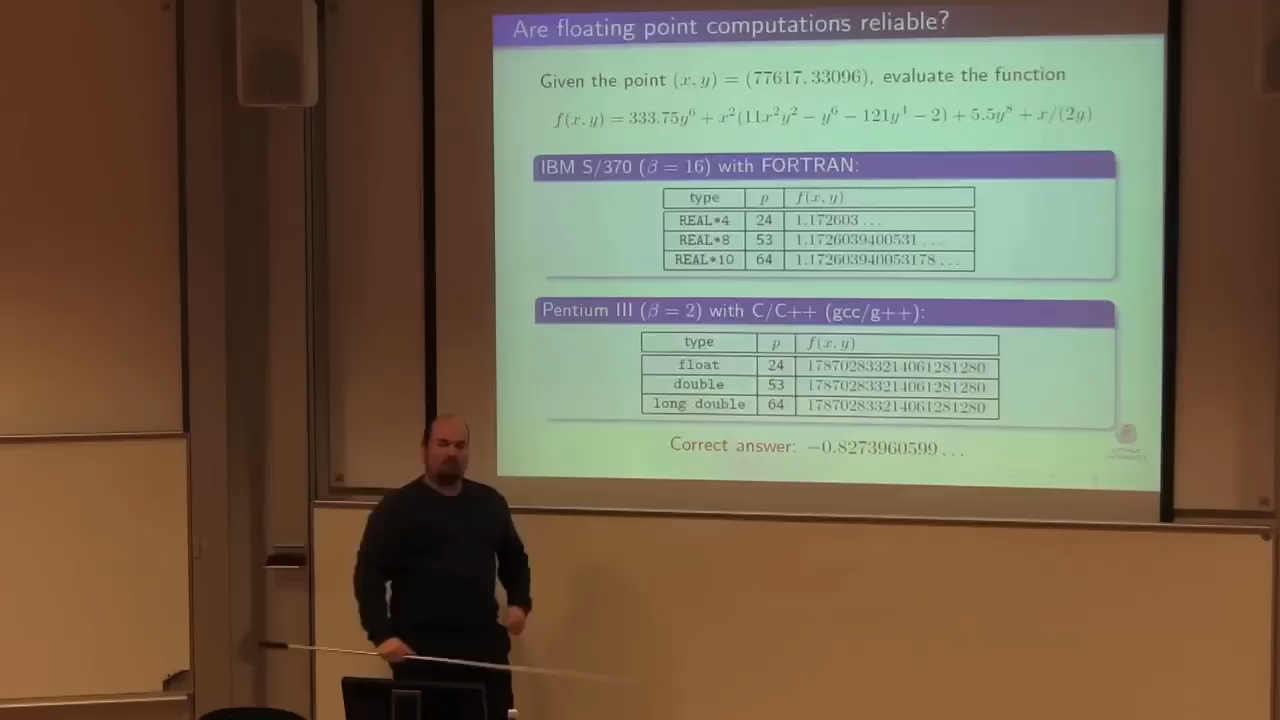 Are floating point computations reliable?
Given the point (x, y) = (77617, 33096), evaluate the function
f(x, y) = 333.75y⁶ + x²(11x²y² − y⁶ − 121y⁴ − 2) + 5.5y⁸ + x/(2y)
IBM S/370 (β = 16) with FORTRAN:
type p f(x, y)
REAL*4 24 1.172603 . . .
REAL*8 53 1.1726039400531 . . .
REAL*10 64 1.172603940053178 . . .
Pentium III (β = 2) with C/C++ (gcc/g++):
type p f(x, y)
float 24 178702833214061281280
double 53 178702833214061281280
long double 64 178702833214061281280
Correct answer: −0.8273960599 . . .